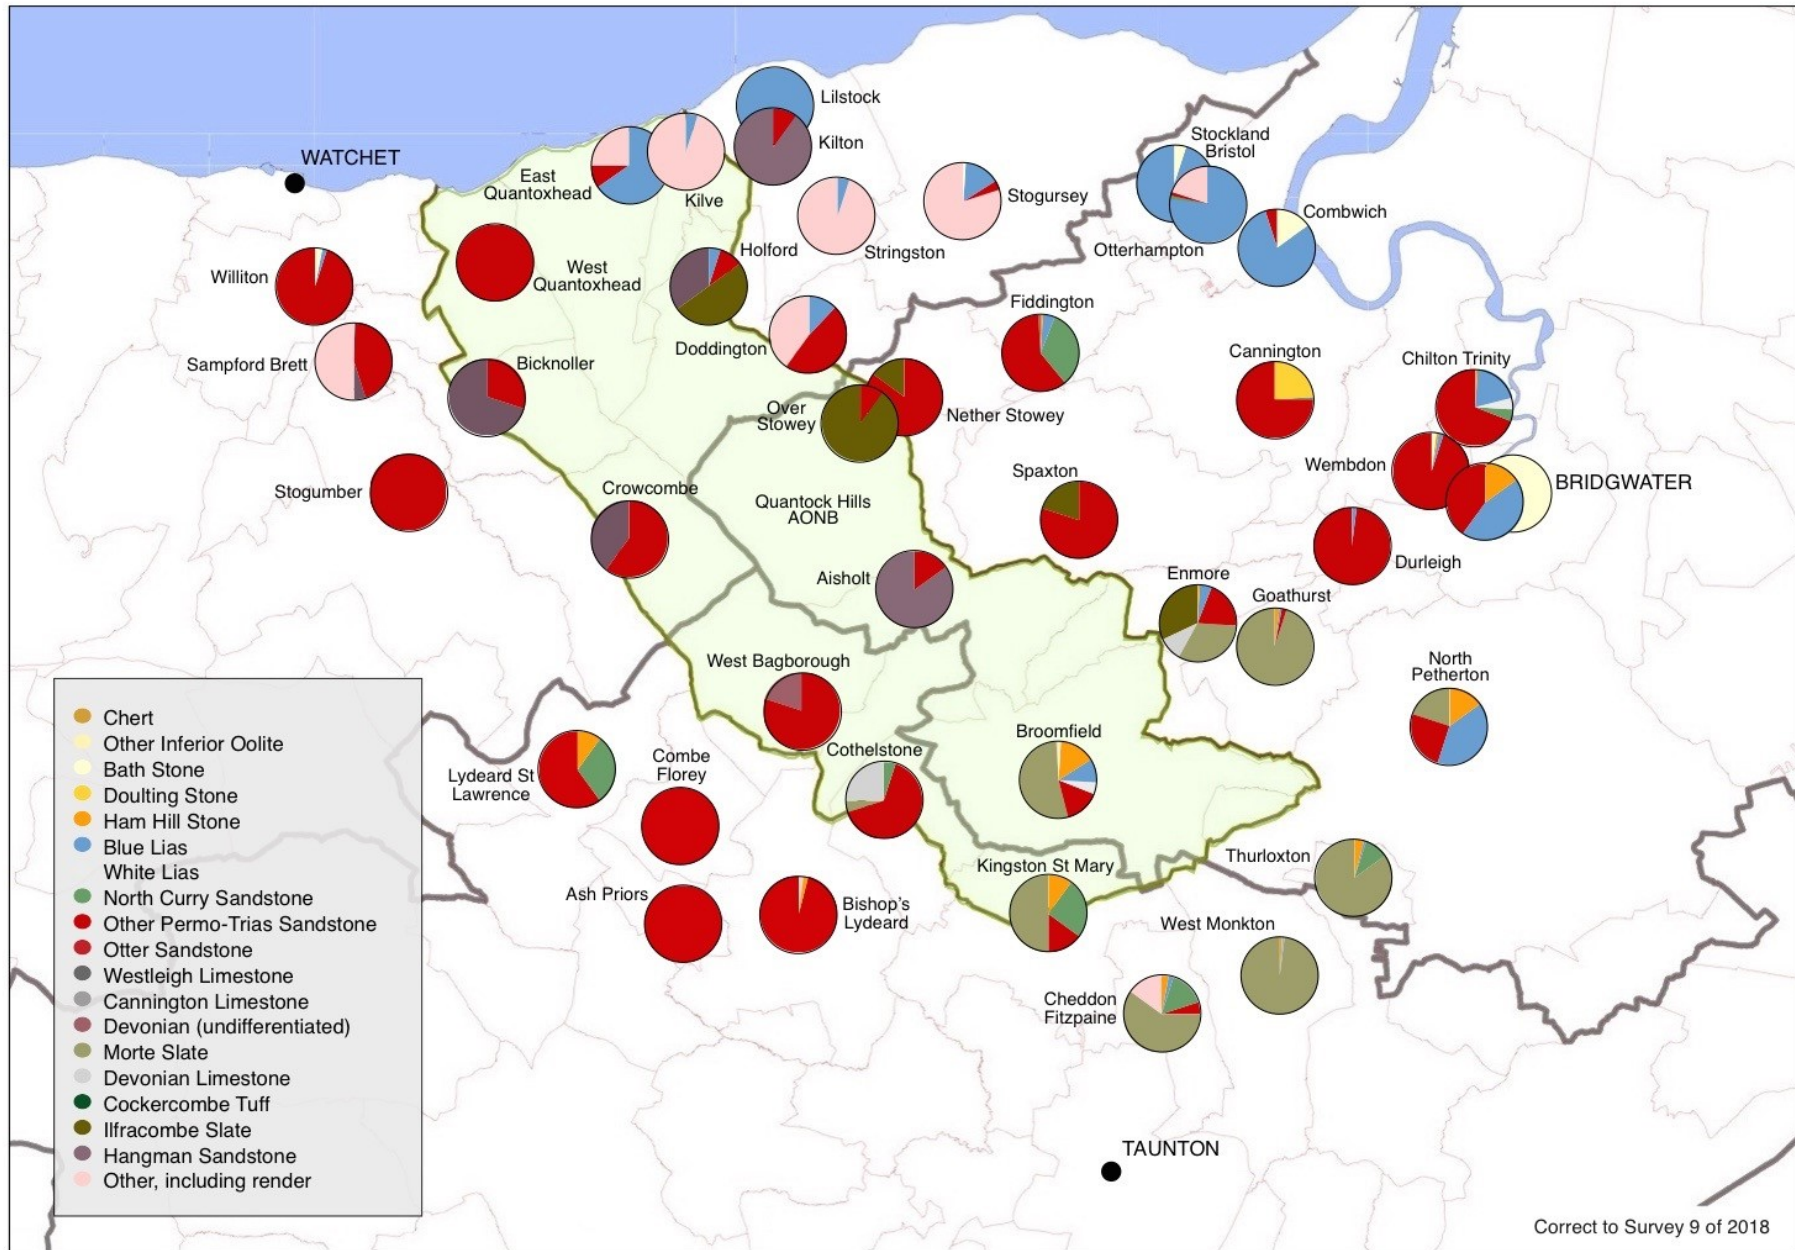 Lilstock
Kilton
WATCHET
East
Quantoxhead
Kilve
Stockland
Bristol
Stogursey
Stringston
Combwich
Otterhampton
Holford
West
Quantoxhead
Williton
Fiddington
Doddington
Sampford Brett
Bicknoller
Cannington
Chilton Trinity
Over
Stowey
Nether Stowey
Wembdon
BRIDGWATER
Spaxton
Stogumber
Crowcombe
Quantock Hills
AONB
Durleigh
Aisholt
Enmore
Goathurst
West Bagborough
North
Petherton
Broomfield
Cothelstone
Combe
Florey
Lydeard St
Lawrence
Kingston St Mary
Thurloxton
Ash Priors
Bishop's
Lydeard
West Monkton
Cheddon
Fitzpaine
TAUNTON
Chert
Other Inferior Oolite
Bath Stone
Doulting Stone
Ham Hill Stone
Blue Lias
White Lias
North Curry Sandstone
Other Permo-Trias Sandstone
Otter Sandstone
Westleigh Limestone
Cannington Limestone
Devonian (undifferentiated)
Morte Slate
Devonian Limestone
Cockercombe Tuff
Ilfracombe Slate
Hangman Sandstone
Other, including render
Correct to Survey 9 of 2018